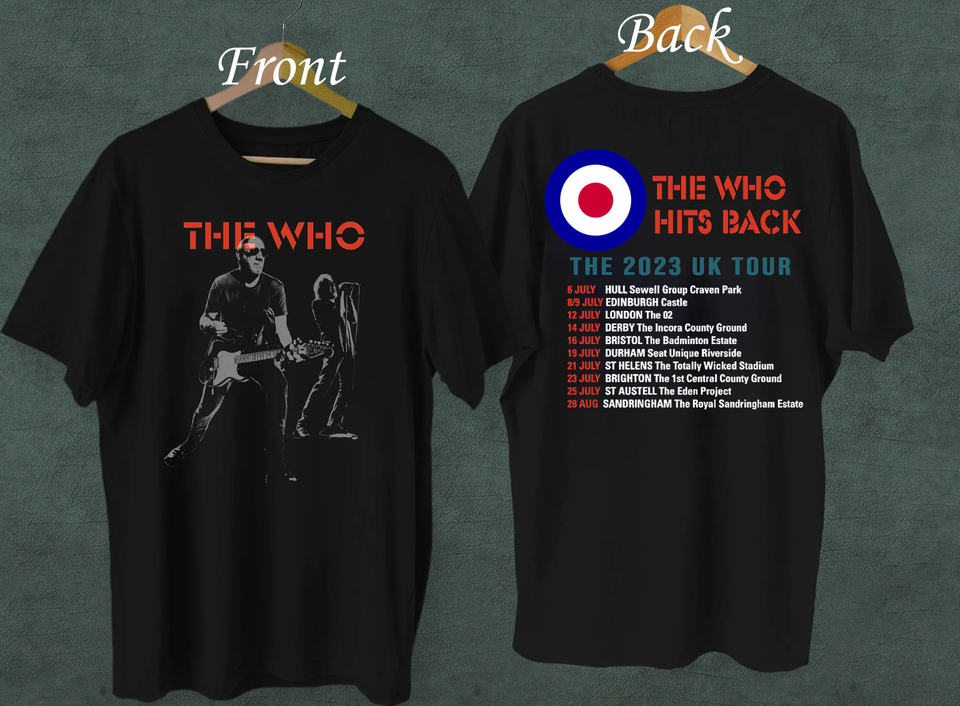 Front
Back
THE WHO
THE WHO
HITS BACK
THE 2023 UK TOUR
6 JULY HULL Sewell Group Craven Park
8/9 JULY EDINBURGH Castle
12 JULY LONDON The 02
14 JULY DERBY The Incora County Ground
16 JULY BRISTOL The Badminton Estate
19 JULY DURHAM Seat Unique Riverside
21 JULY ST HELENS The Totally Wicked Stadium
23 JULY BRIGHTON The 1st Central County Ground
25 JULY ST AUSTELL The Eden Project
28 AUG SANDRINGHAM The Royal Sandringham Estate